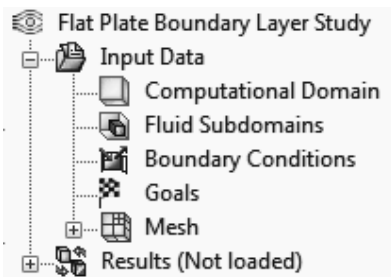 Flat Plate Boundary Layer Study
Input Data
Computational Domain
Fluid Subdomains
Boundary Conditions
Goals
Mesh
Results (Not loaded)